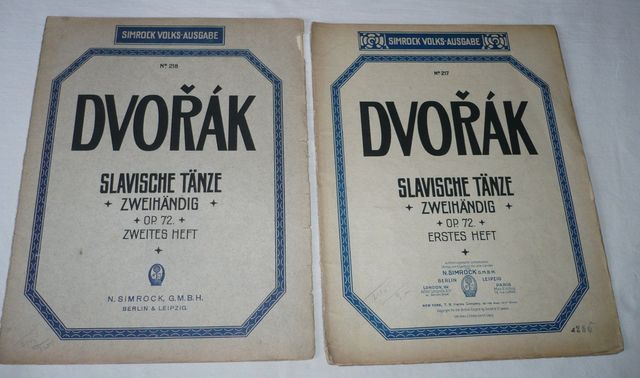 SIMROCK VOLKS-AUSGABE
No 218
DVOŘÁK
SLAVISCHE TÄNZE
ZWEIHÄNDIG
OP. 72.
ZWEITES HEFT
N. SIMROCK, G.M.B.H.
BERLIN & LEIPZIG.
SIMROCK VOLKS-AUSGABE
No 217
DVOŘÁK
SLAVISCHE TÄNZE
ZWEIHÄNDIG
OP. 72.
ERSTES HEFT
N. SIMROCK G.M.B.H.
BERLIN LEIPZIG
LONDON, W. PARIS